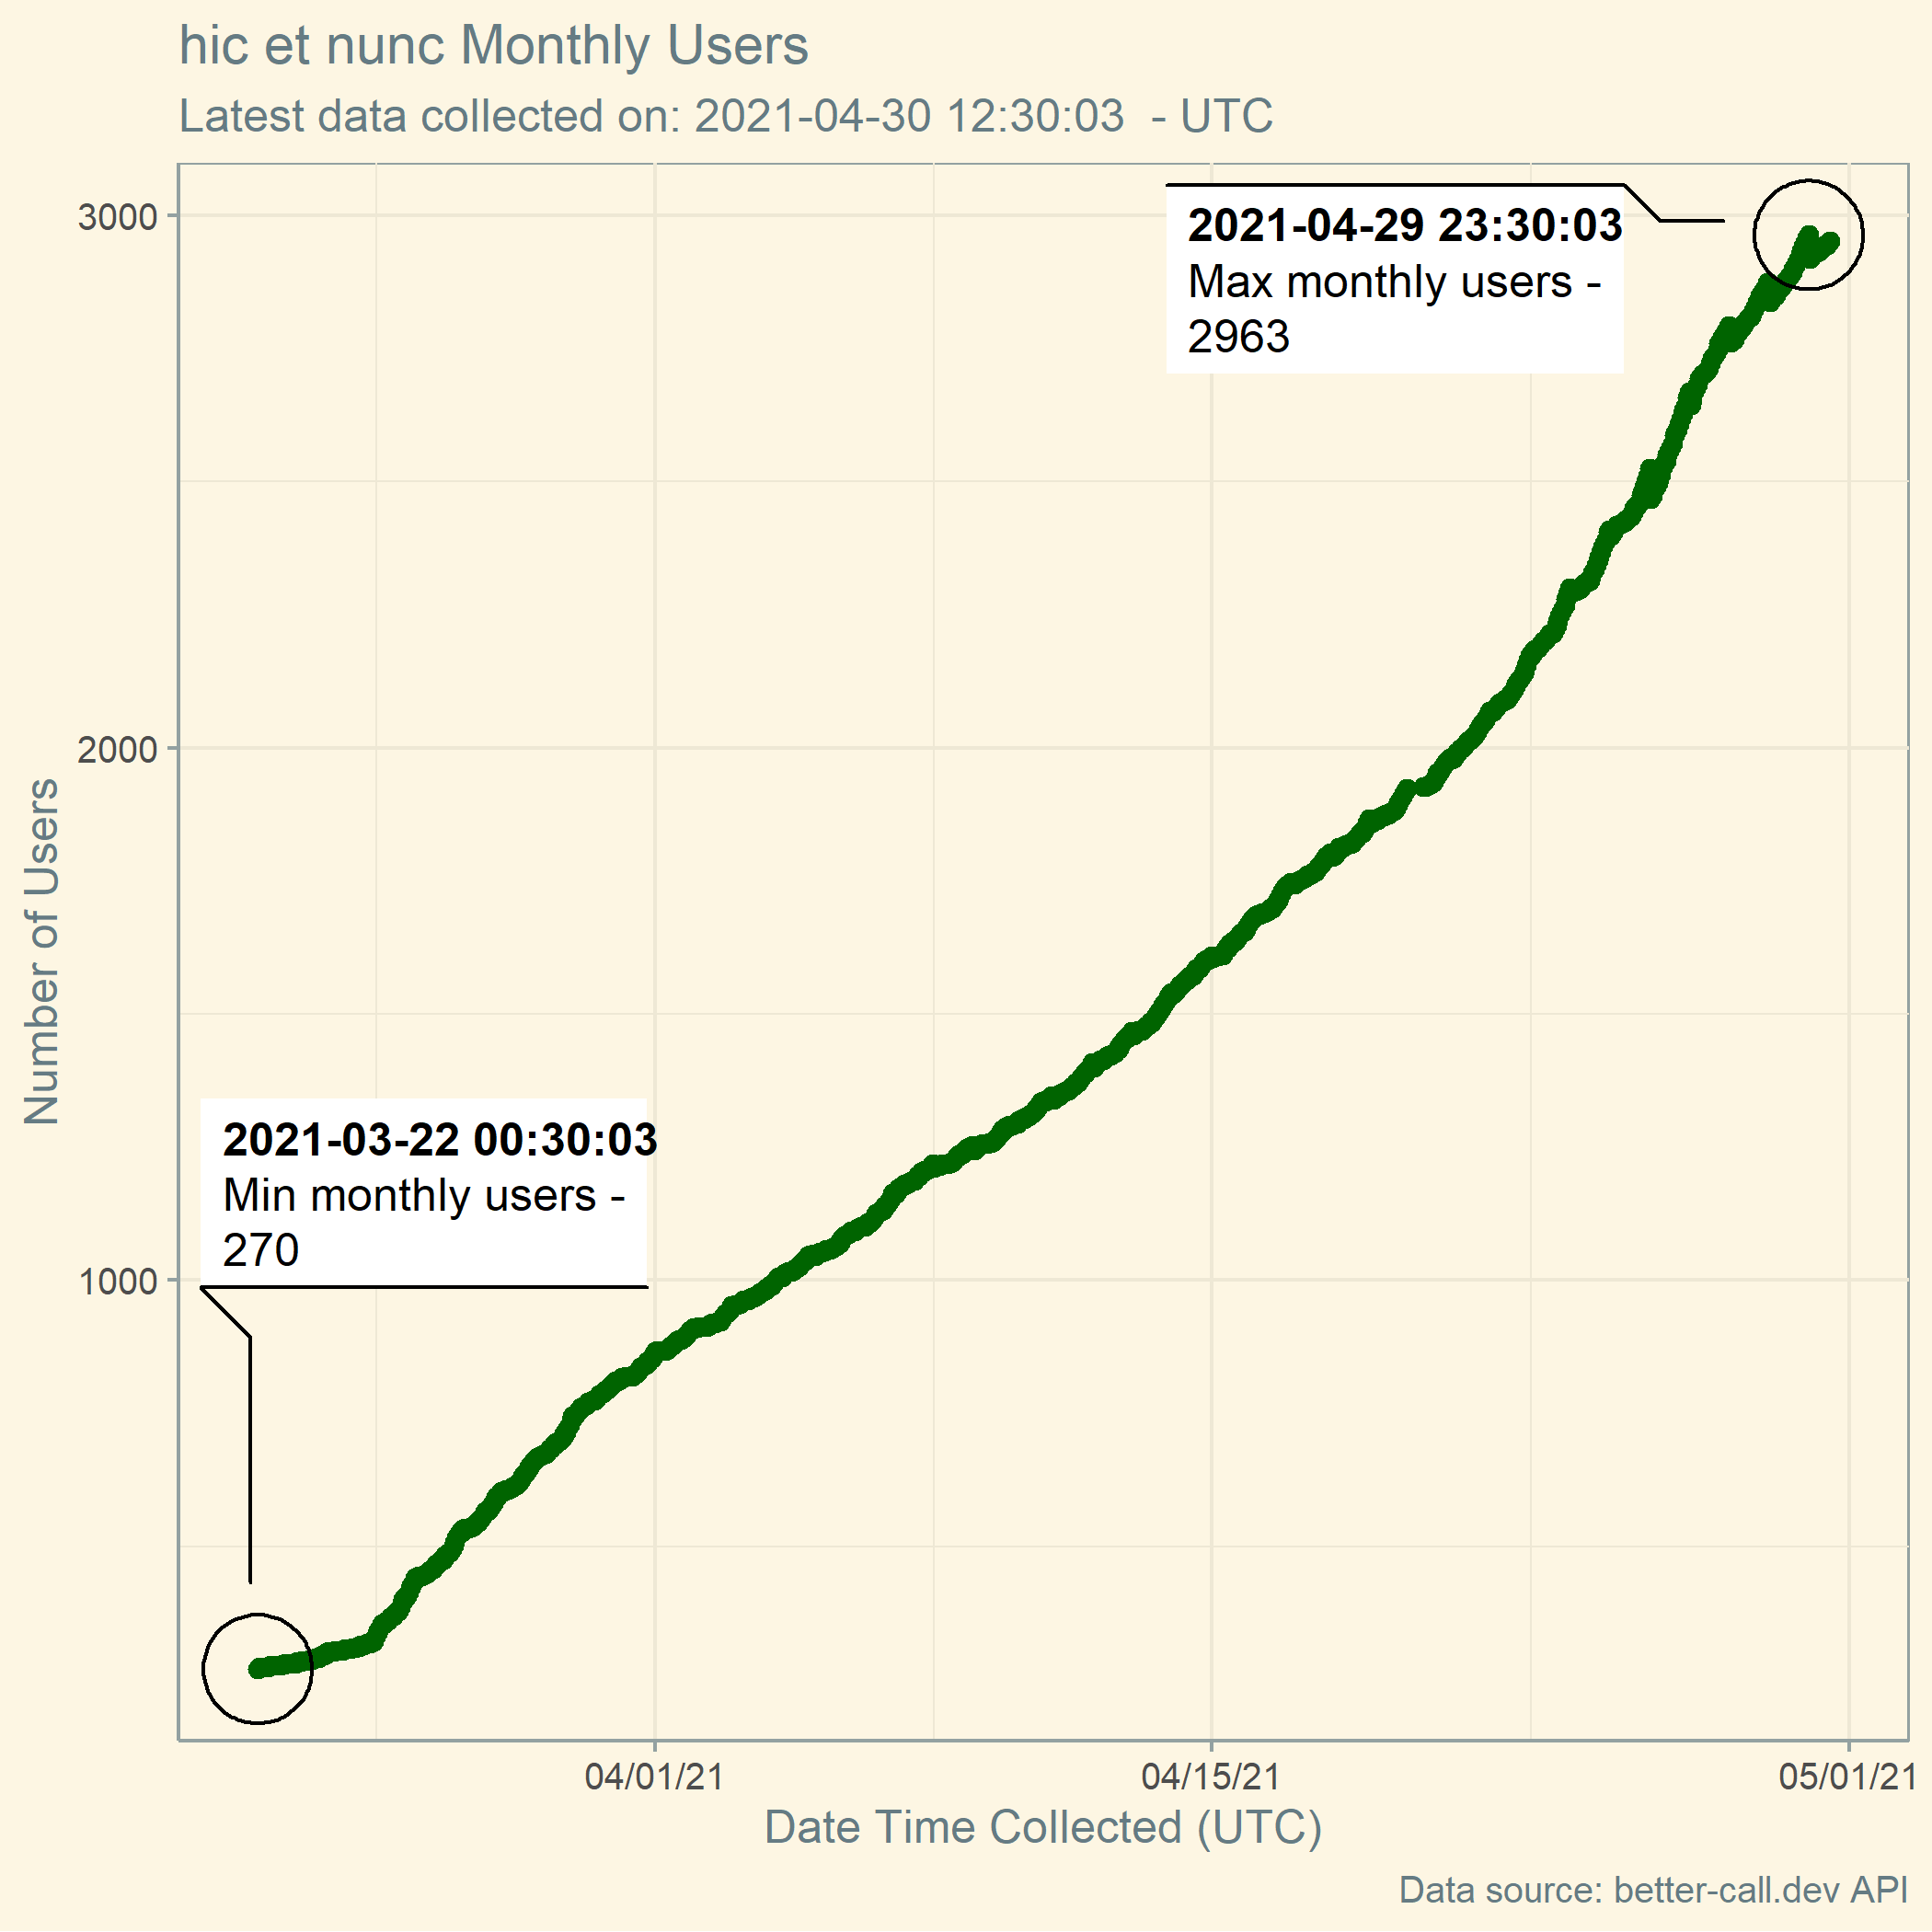 hic et nunc Monthly Users
Latest data collected on: 2021-04-30 12:30:03  - UTC
3000
2021-04-29 23:30:03
Max monthly users -
2963
2000
Number of Users
2021-03-22 00:30:03
Min monthly users -
270
1000
04/01/21
04/15/21
05/01/21
Date Time Collected (UTC)
Data source: better-call.dev API